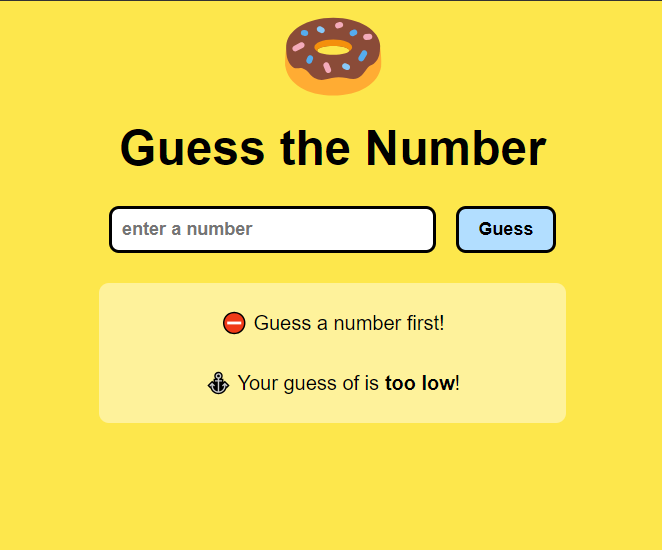 Guess the Number
enter a number
Guess
⛔ Guess a number first!
⚓ Your guess of is too low!